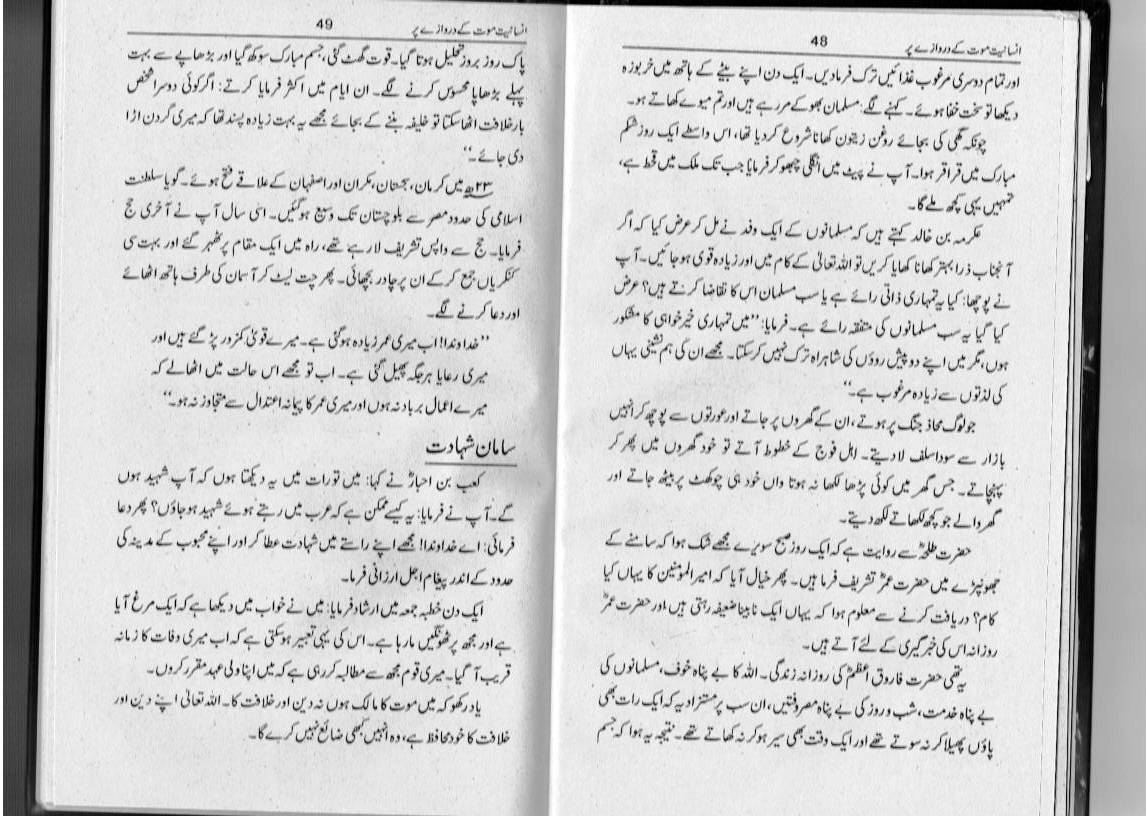 انسانیت موت کے دروازے پر 48
اور تمام دوسری مرغوب غذائیں ترک فرمادیں۔ ایک دن اپنے بیٹے کے ہاتھ میں خربوزہ
دیکھا تو سخت خفا ہوئے۔ کہنے لگے، مسلمان بھوکے مر رہے ہیں اور تم میوے کھاتے ہو۔
چونکہ گھی کی بجائے روغن زیتون کھانا شروع کردیا تھا، اس واسطے ایک روز شکم
مبارک میں قراقر ہوا۔ آپ نے پیٹ میں انگلی چبھو کر فرمایا جب تک ملک میں قحط ہے،
تمہیں یہی کچھ ملے گا۔
عکرمہ بن خالد کہتے ہیں کہ مسلمانوں کے ایک وفد نے مل کر عرض کیا کہ اگر
آنجناب ذرا بہتر کھانا کھایا کریں تو اللہ تعالیٰ کے کام میں اور زیادہ قوی ہوجائیں۔ آپ
نے پوچھا: کیا یہ تمہاری ذاتی رائے ہے یا سب مسلمان اس کا تقاضا کرتے ہیں؟ عرض
کیا گیا یہ سب مسلمانوں کی متفقہ رائے ہے۔ فرمایا: ’’میں تمہاری خیرخواہی کا مشکور
ہوں، مگر میں اپنے دو پیش روؤں کی شاہراہ ترک نہیں کرسکتا۔ مجھے ان کی ہم نشینی یہاں
کی لذتوں سے زیادہ مرغوب ہے۔‘‘
جو لوگ محاذ جنگ پر ہوتے، ان کے گھروں پر جاتے اور عورتوں سے پوچھ کر انہیں
بازار سے سودا سلف لا دیتے۔ اہل فوج کے خطوط آتے تو خود گھروں میں پھر کر
پہنچاتے۔ جس گھر میں کوئی پڑھا لکھا نہ ہوتا واں خود ہی چوکھٹ پر بیٹھ جاتے اور
گھر والے جو کچھ لکھاتے لکھ دیتے۔
حضرت طلحہؓ سے روایت ہے کہ ایک روز صبح سویرے مجھے شک ہوا کہ سامنے کے
جھونپڑے میں حضرت عمرؓ تشریف فرما ہیں۔ پھر خیال آیا کہ امیر المومنین کا یہاں کیا
کام؟ دریافت کرنے سے معلوم ہوا کہ یہاں ایک نابینا ضعیفہ رہتی ہیں اور حضرت عمرؓ
روزانہ اس کی خبر گیری کے لئے آتے ہیں۔
یہ تھی حضرت فاروق اعظمؓ کی روزانہ زندگی۔ اللہ کا بے پناہ خوف، مسلمانوں کی
بے پناہ خدمت، شب و روز کی بے پناہ مصروفتیں، ان سب پر مستزاد یہ کہ ایک رات بھی
پاؤں پھیلا کر نہ سوتے تھے اور ایک وقت بھی سیر ہو کر نہ کھاتے تھے۔ نتیجہ یہ ہوا کہ جسم
انسانیت موت کے دروازے پر 49
پاک روز بروز تحلیل ہوتا گیا۔ قوت گھٹ گئی، جسم مبارک سوکھ گیا اور بڑھاپے سے بہت
پہلے بڑھاپا محسوس کرنے لگے۔ ان ایام میں اکثر فرمایا کرتے: اگر کوئی دوسرا شخص
بار خلافت اٹھا سکتا تو خلیفہ بننے کے بجائے مجھے یہ بہت زیادہ پسند تھا کہ میری گردن اڑا
دی جائے۔‘‘
۲۳ھ میں کرمان، سجستان، مکران اور اصفہان کے علاقے فتح ہوئے۔ گویا سلطنت
اسلامی کی حدود مصر سے بلوچستان تک وسیع ہوگئیں۔ اسی سال آپ نے آخری حج
فرمایا۔ حج سے واپس تشریف لارہے تھے، راہ میں ایک مقام پر ٹھہر گئے اور بہت سی
کنکریاں جمع کر کے ان پر چادر بچھائی۔ پھر چت لیٹ کر آسمان کی طرف ہاتھ اٹھائے
اور دعا کرنے لگے۔
’’خداوندا! اب میری عمر زیادہ ہوگئی ہے۔ میرے قویٰ کمزور پڑ گئے ہیں اور
میری رعایا ہر جگہ پھیل گئی ہے۔ اب تو مجھے اس حالت میں اٹھالے کہ
میرے اعمال برباد نہ ہوں اور میری عمر کا پیمانہ اعتدال سے متجاوز نہ ہو۔‘‘
سامان شہادت
کعب بن احبارؓ نے کہا: میں تورات میں یہ دیکھتا ہوں کہ آپ شہید ہوں
گے۔ آپ نے فرمایا: یہ کیسے ممکن ہے کہ عرب میں رہتے ہوئے شہید ہوجاؤں؟ پھر دعا
فرمائی: اے خداوندا! مجھے اپنے راستے میں شہادت عطا کر اور اپنے محبوب کے مدینہ کی
حدود کے اندر پیغام اجل ارزانی فرما۔
ایک دن خطبہ جمعہ میں ارشاد فرمایا: میں نے خواب میں دیکھا ہے کہ ایک مرغ آیا
ہے اور مجھ پر ٹھونگیں مار رہا ہے۔ اس کی یہی تعبیر ہوسکتی ہے کہ اب میری وفات کا زمانہ
قریب آگیا۔ میری قوم مجھ سے مطالبہ کررہی ہے کہ میں اپنا ولی عہد مقرر کروں۔
یاد رکھو کہ میں موت کا مالک ہوں نہ دین اور خلافت کا۔ اللہ تعالیٰ اپنے دین اور
خلافت کا خود محافظ ہے، وہ انہیں کبھی ضائع نہیں کرے گا۔